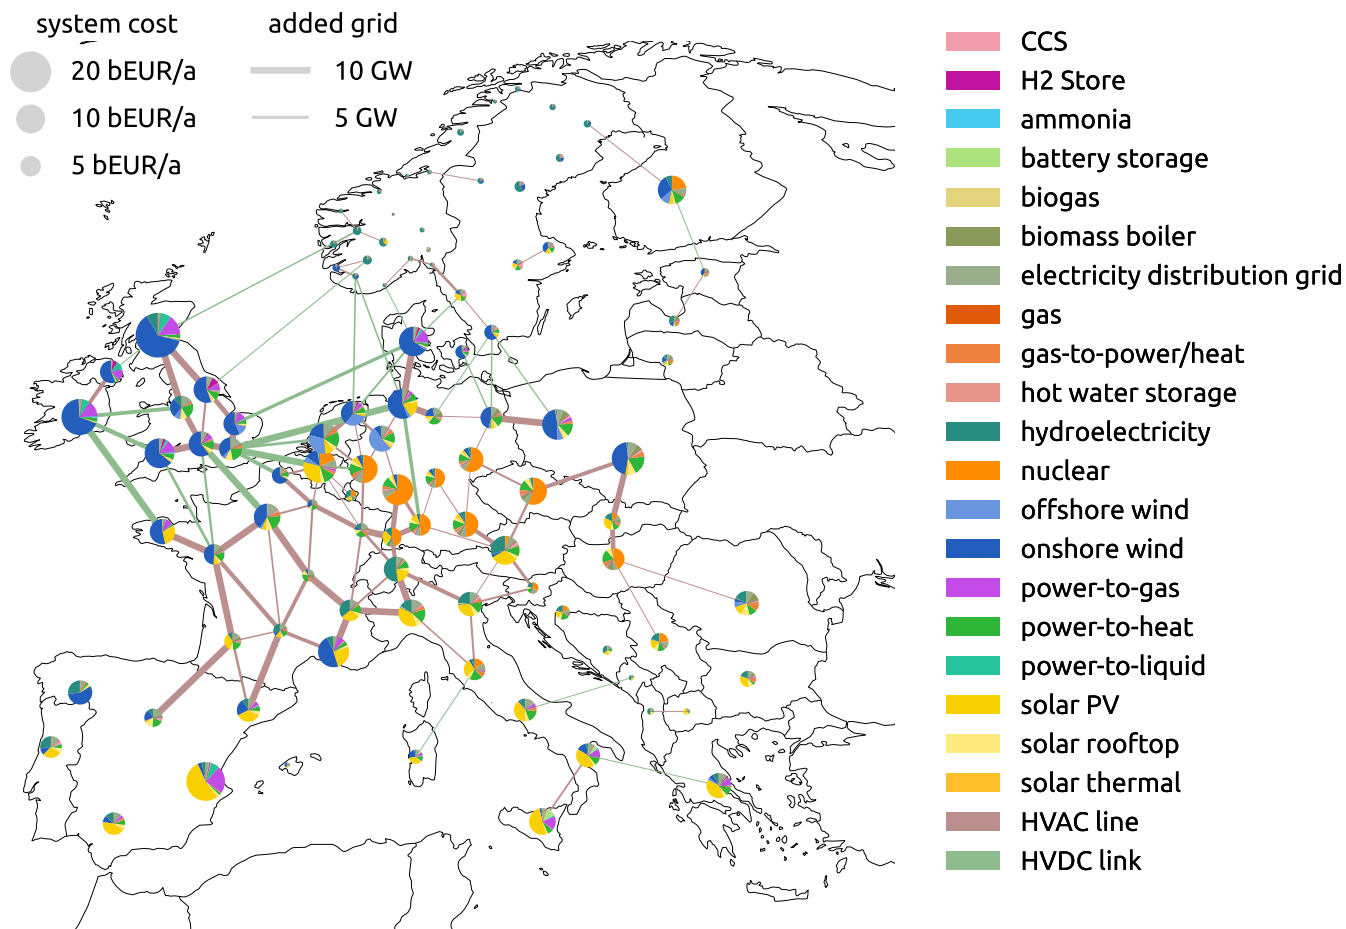 system cost
added grid
20 bEUR/a
10 GW
10 bEUR/a
5 GW
5 bEUR/a
CCS
H2 Store
ammonia
battery storage
biogas
biomass boiler
electricity distribution grid
gas
gas-to-power/heat
hot water storage
hydroelectricity
nuclear
offshore wind
onshore wind
power-to-gas
power-to-heat
power-to-liquid
solar PV
solar rooftop
solar thermal
HVAC line
HVDC link